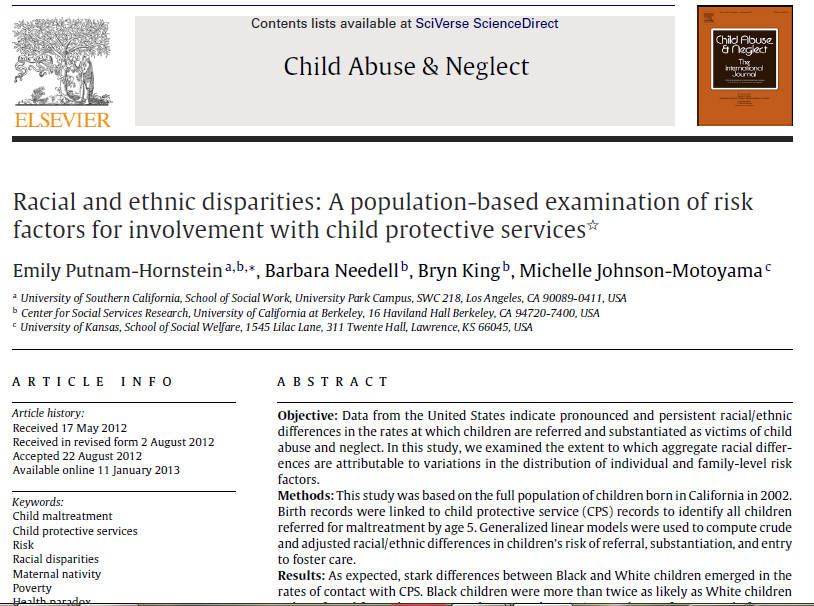 Contents lists available at SciVerse ScienceDirect
Child Abuse & Neglect
ELSEVIER
Child Abuse
& Neglect
The
International
Journal
Racial and ethnic disparities: A population-based examination of risk
factors for involvement with child protective services☆
Emily Putnam-Hornstein a,b,*, Barbara Needell b, Bryn King b, Michelle Johnson-Motoyama c
a University of Southern California, School of Social Work, University Park Campus, SWC 218, Los Angeles, CA 90089-0411, USA
b Center for Social Services Research, University of California at Berkeley, 16 Haviland Hall Berkeley, CA 94720-7400, USA
c University of Kansas, School of Social Welfare, 1545 Lilac Lane, 311 Twente Hall, Lawrence, KS 66045, USA
ARTICLE INFO
Article history:
Received 17 May 2012
Received in revised form 2 August 2012
Accepted 22 August 2012
Available online 11 January 2013
Keywords:
Child maltreatment
Child protective services
Risk
Racial disparities
Maternal nativity
Poverty
Health paradox
ABSTRACT
Objective: Data from the United States indicate pronounced and persistent racial/ethnic
differences in the rates at which children are referred and substantiated as victims of child
abuse and neglect. In this study, we examined the extent to which aggregate racial differ-
ences are attributable to variations in the distribution of individual and family-level risk
factors.
Methods: This study was based on the full population of children born in California in 2002.
Birth records were linked to child protective service (CPS) records to identify all children
referred for maltreatment by age 5. Generalized linear models were used to compute crude
and adjusted racial/ethnic differences in children's risk of referral, substantiation, and entry
to foster care.
Results: As expected, stark differences between Black and White children emerged in the
rates of contact with CPS. Black children were more than twice as likely as White children